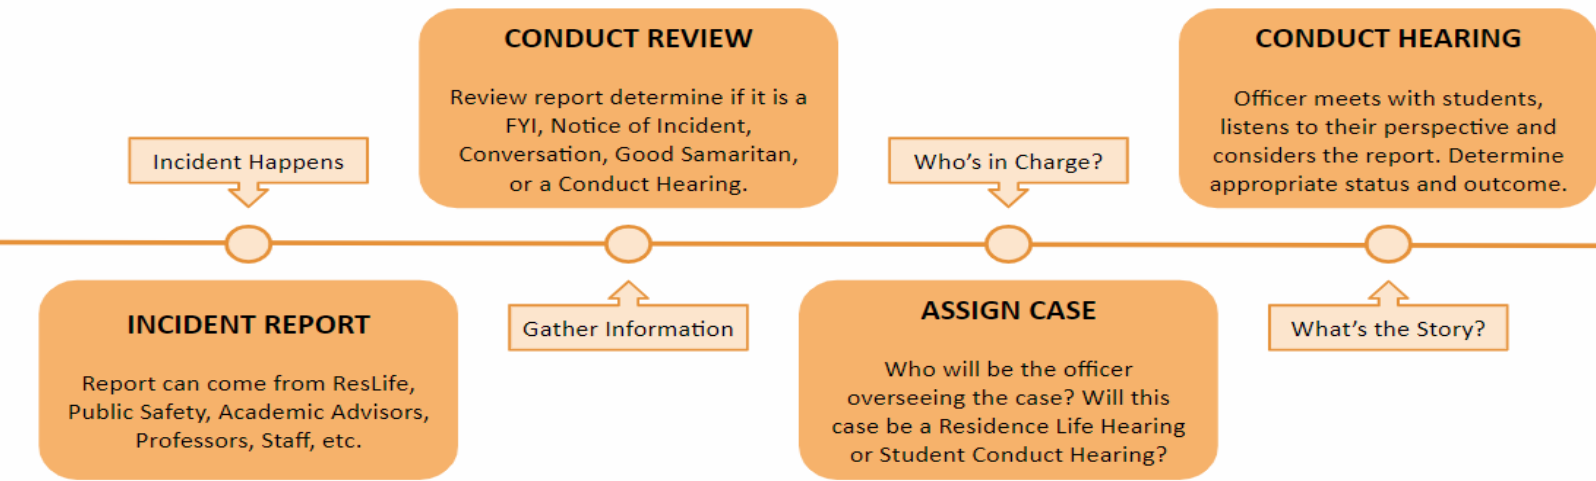 Incident Happens
INCIDENT REPORT
Report can come from ResLife,
Public Safety, Academic Advisors,
Professors, Staff, etc.
CONDUCT REVIEW
Review report determine if it is a
FYI, Notice of Incident,
Conversation, Good Samaritan,
or a Conduct Hearing.
Gather Information
Who’s in Charge?
ASSIGN CASE
Who will be the officer
overseeing the case? Will this
case be a Residence Life Hearing
or Student Conduct Hearing?
CONDUCT HEARING
Officer meets with students,
listens to their perspective and
considers the report. Determine
appropriate status and outcome.
What’s the Story?